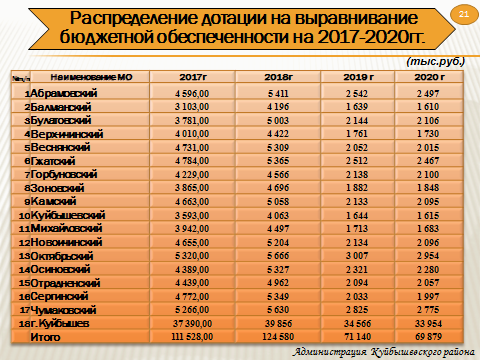 Распределение дотации на выравнивание
бюджетной обеспеченности на 2017-2020гг.
21
(тыс.руб.)
№п/п Наименование МО 2017г 2018г 2019 г 2020 г
1 Абрамовский 4 596,00 5 411 2 542 2 497
2 Балманский 3 103,00 4 196 1 639 1 610
3 Булатовский 3 781,00 5 003 2 144 2 106
4 Верх-ичинский 4 010,00 4 422 1 761 1 730
5 Веснянский 4 731,00 5 309 2 052 2 015
6 Гжатский 4 784,00 5 365 2 512 2 467
7 Горбуновский 4 229,00 4 566 2 138 2 100
8 Зоновский 3 865,00 4 696 1 882 1 848
9 Камский 4 663,00 5 058 2 133 2 095
10 Куйбышевский 3 593,00 4 063 1 644 1 615
11 Михайловский 3 942,00 4 497 1 713 1 683
12 Новоичинский 4 655,00 5 204 2 134 2 096
13 Октябрьский 5 320,00 5 666 3 007 2 954
14 Осиновский 4 389,00 5 327 2 321 2 280
15 Отрадненский 4 439,00 4 962 2 094 2 057
16 Сергинский 4 772,00 5 349 2 033 1 997
17 Чумаковский 5 266,00 5 630 2 825 2 775
18 г. Куйбышев 37 390,00 39 856 34 566 33 954
Итого 111 528,00 124 580 71 140 69 879
Администрация Куйбышевского района